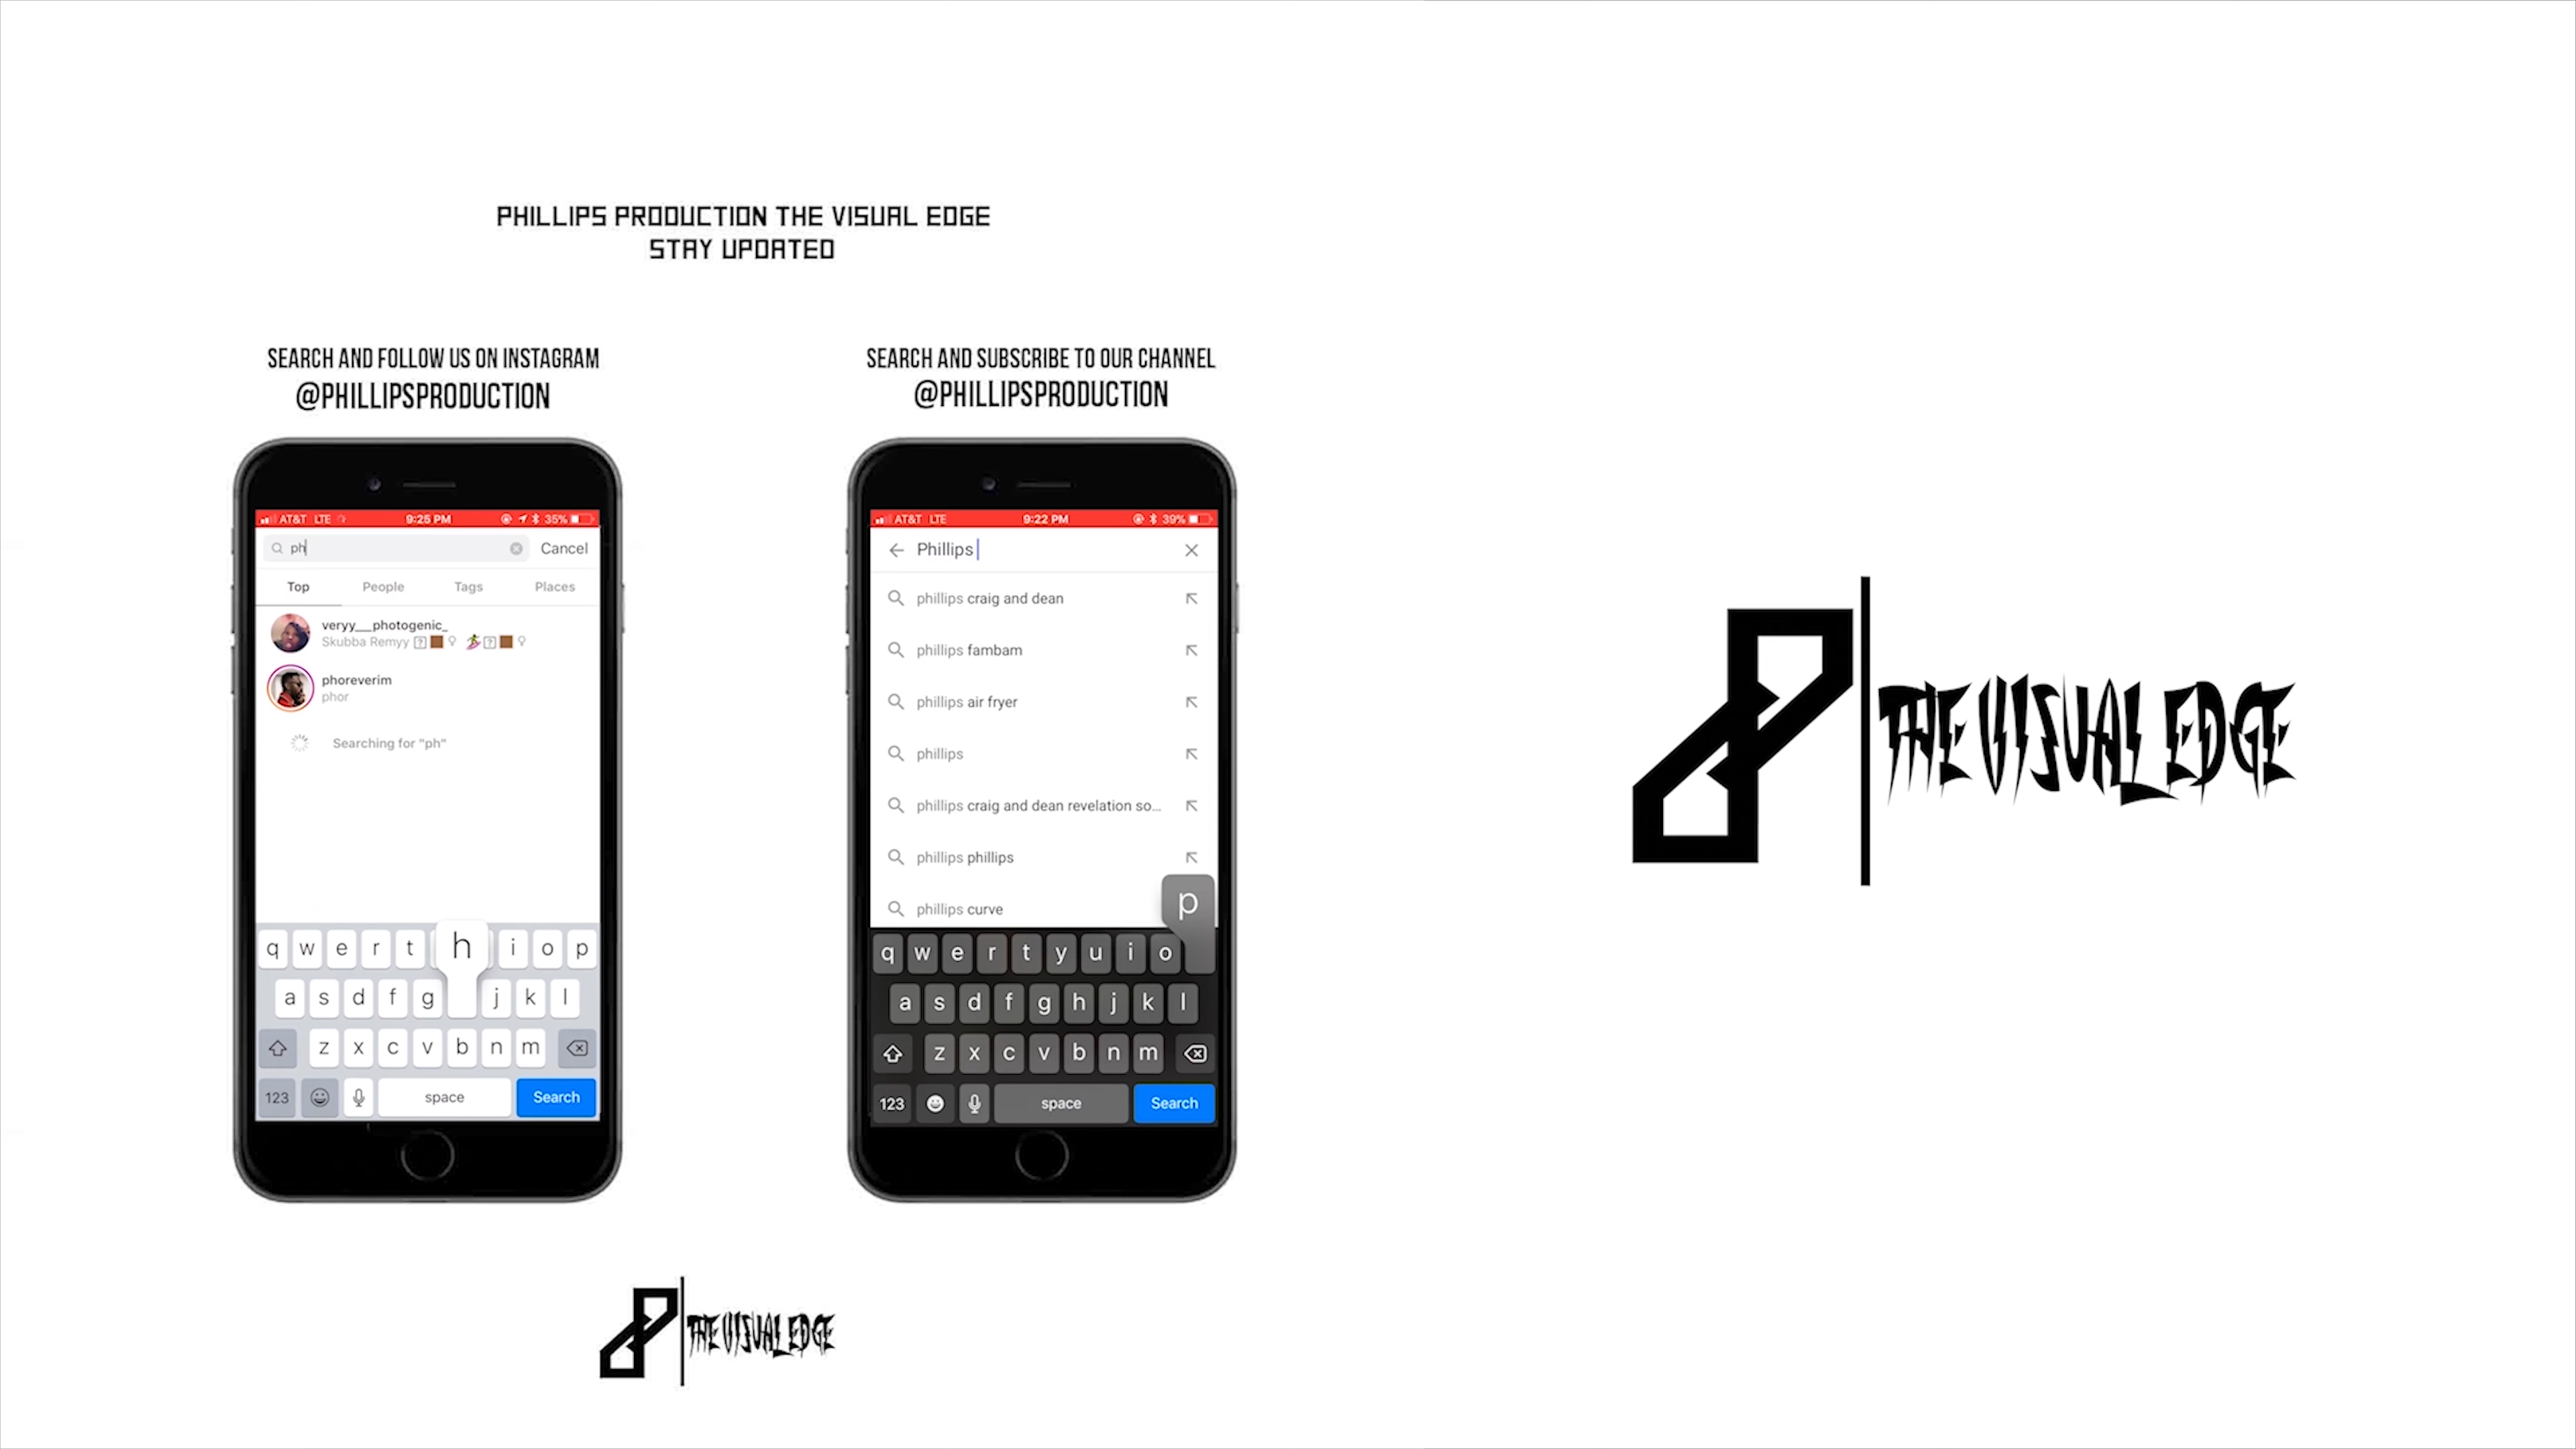 PHILLIPS PRODUCTION THE VISUAL EDGE
STAY UPDATED
SEARCH AND FOLLOW US ON INSTAGRAM
@PHILLIPSPRODUCTION
AT&T LTE 9:25 PM 35%
ph Cancel
Top People Tags Places
veryy___photogenic_
Skubba Remyy
phoreverim
phor
Searching for "ph"
q w e r t h i o p
a s d f g j k l
z x c v b n m
123 space Search
SEARCH AND SUBSCRIBE TO OUR CHANNEL
@PHILLIPSPRODUCTION
AT&T LTE 9:22 PM 39%
Phillips
phillips craig and dean
phillips fambam
phillips air fryer
phillips
phillips craig and dean revelation so...
phillips phillips
phillips curve
p
q w e r t y u i o
a s d f g h j k l
z x c v b n m
123 space Search
THE VISUAL EDGE
THE VISUAL EDGE